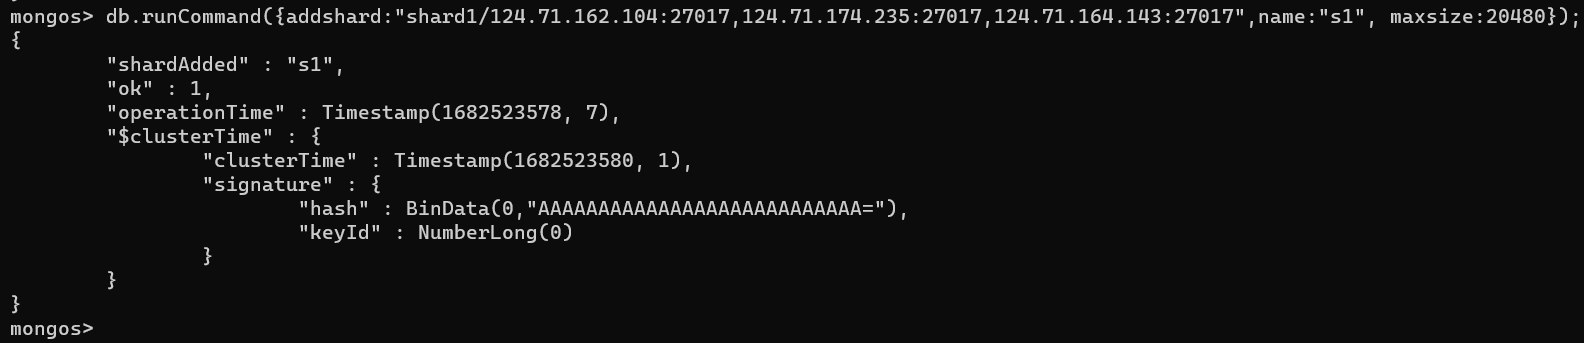 mongos> db.runCommand({addshard:"shard1/124.71.162.104:27017,124.71.174.235:27017,124.71.164.143:27017",name:"s1", maxsize:20480});
{
        "shardAdded" : "s1",
        "ok" : 1,
        "operationTime" : Timestamp(1682523578, 7),
        "$clusterTime" : {
                "clusterTime" : Timestamp(1682523580, 1),
                "signature" : {
                        "hash" : BinData(0,"AAAAAAAAAAAAAAAAAAAAAAAAAAA="),
                        "keyId" : NumberLong(0)
                }
        }
}
mongos>